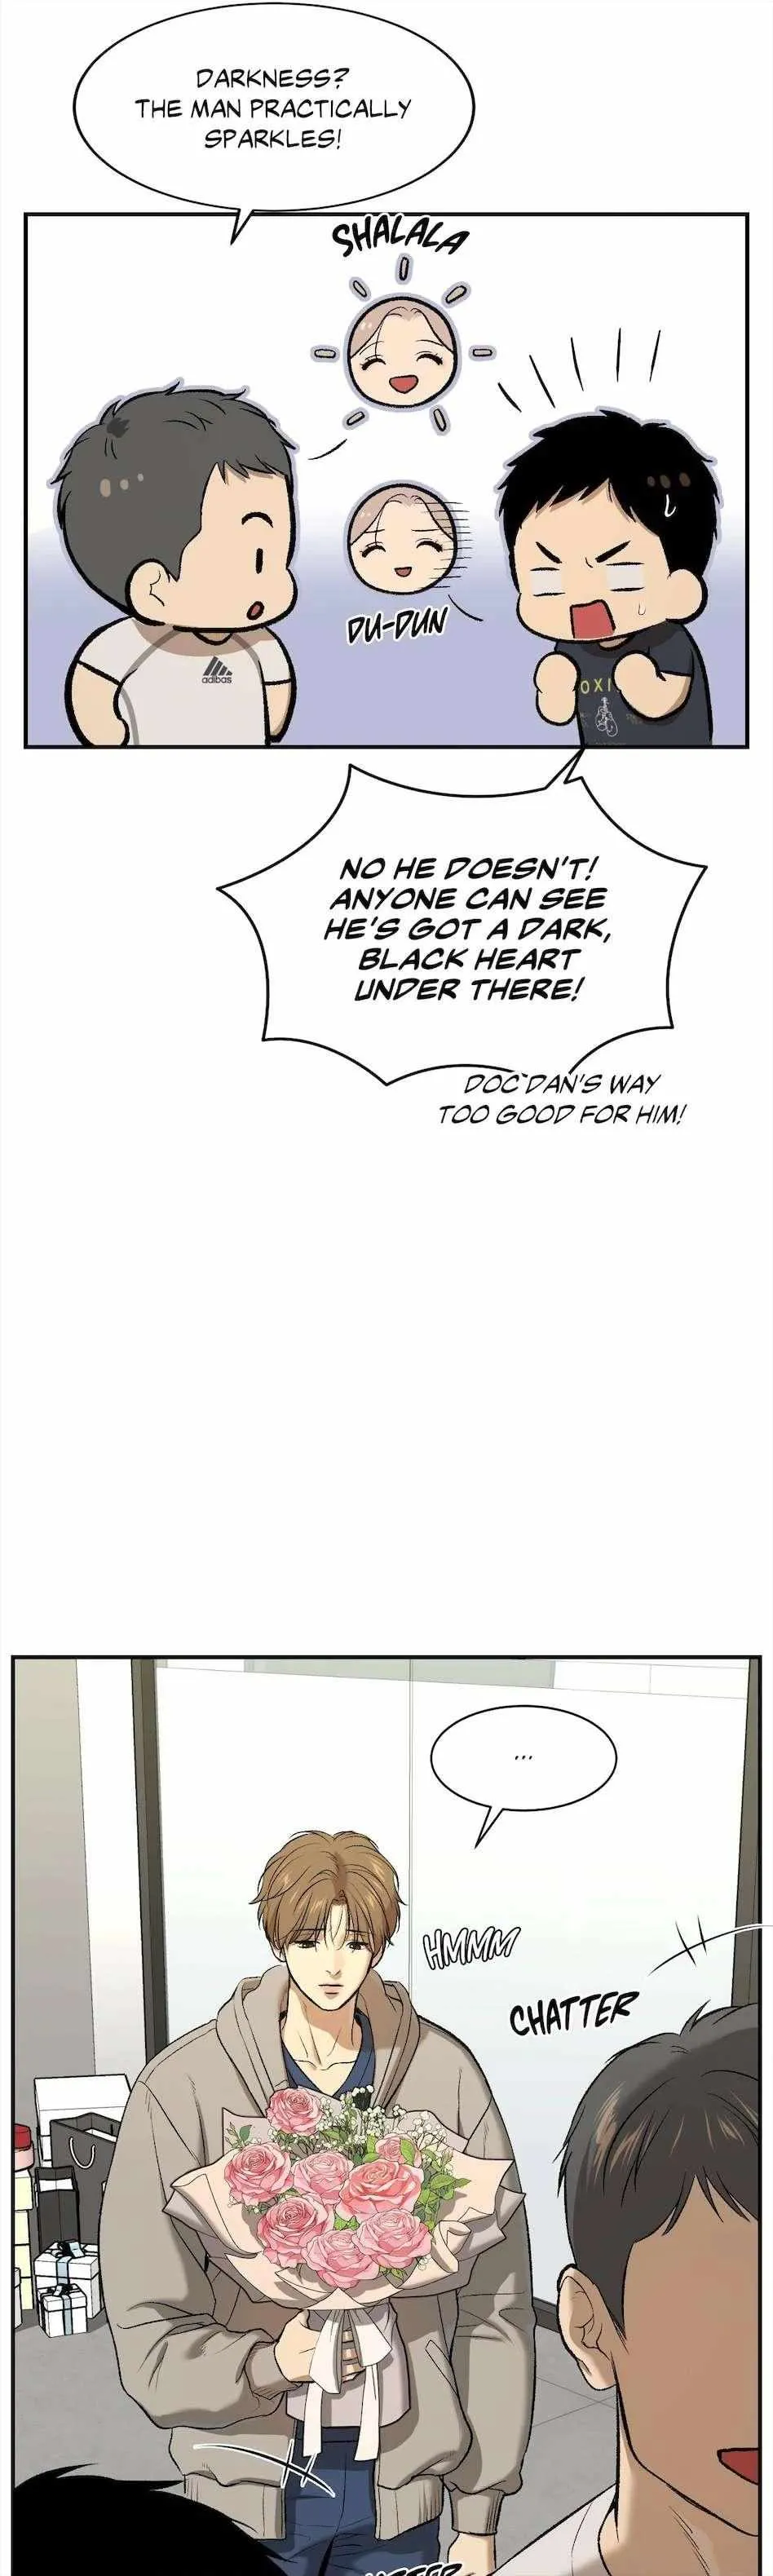 DARKNESS?
THE MAN PRACTICALLY
SPARKLES!
SHALALA
DU-DUN
adibas
OXI
NO HE DOESN'T!
ANYONE CAN SEE
HE'S GOT A DARK,
BLACK HEART
UNDER THERE!
DOC DAN'S WAY
TOO GOOD FOR HIM!
...
HMMM
CHATTER